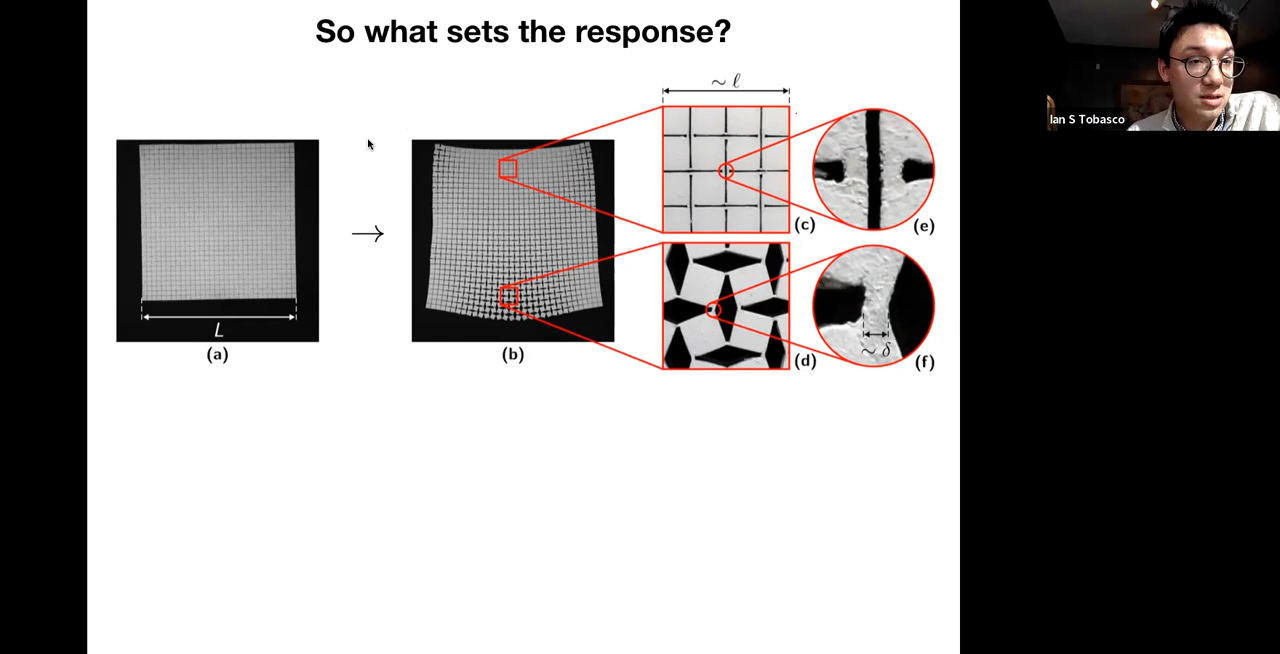 So what sets the response?
∼ ℓ
Ian S Tobasco
(c)
(e)
L
∼ δ
(a)
(b)
(d)
(f)